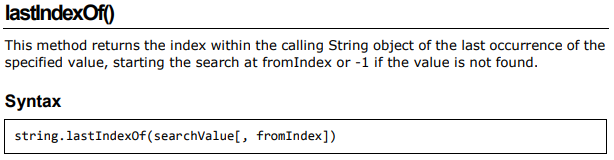 lastIndexOf()
This method returns the index within the calling String object of the last occurrence of the
specified value, starting the search at fromIndex or -1 if the value is not found.
Syntax
string.lastIndexOf(searchValue[, fromIndex])